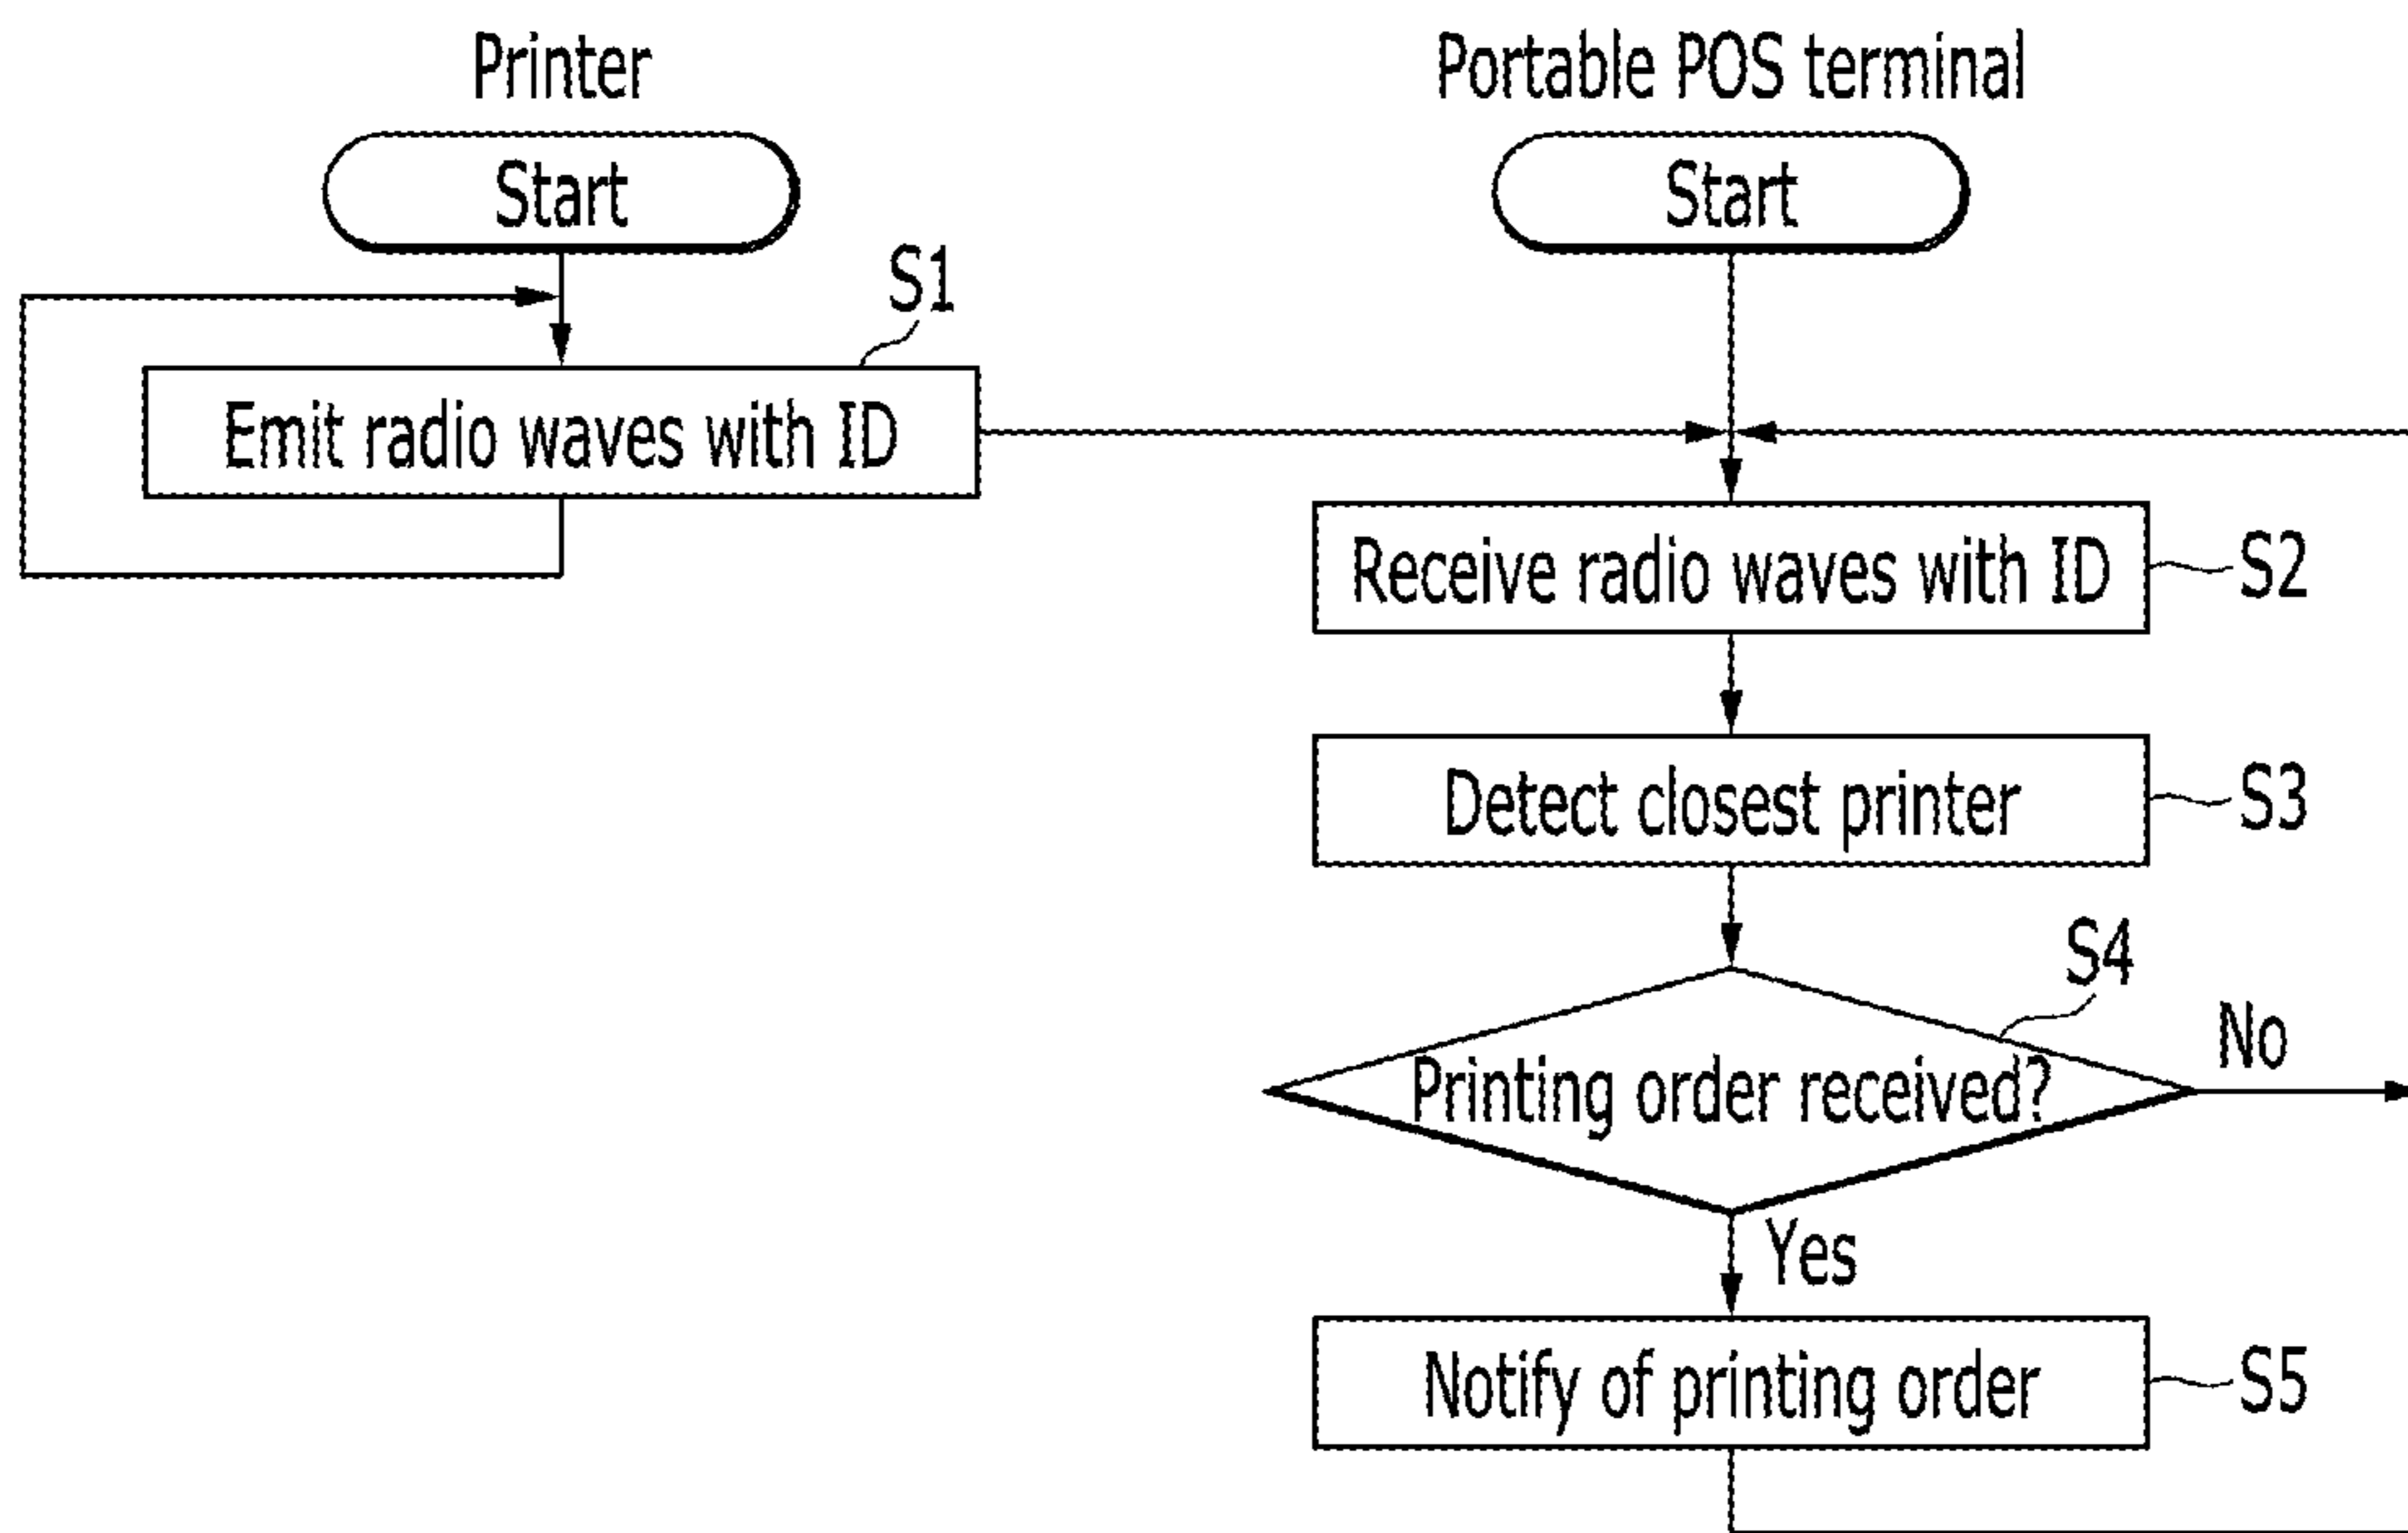 Printer
Start
S1
Emit radio waves with ID
Portable POS terminal
Start
Receive radio waves with ID
S2
Detect closest printer
S3
S4
Printing order received?
No
Yes
Notify of printing order
S5